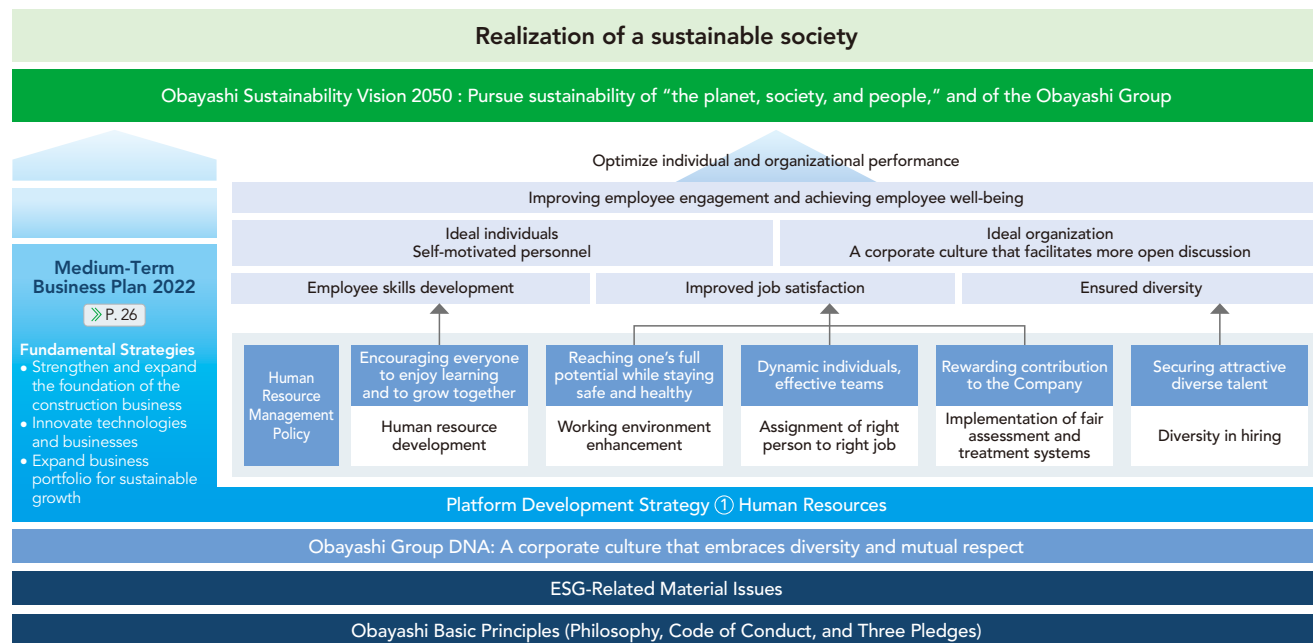 Realization of a sustainable society
Obayashi Sustainability Vision 2050 : Pursue sustainability of “the planet, society, and people,” and of the Obayashi Group
Optimize individual and organizational performance
Improving employee engagement and achieving employee well-being
Ideal individuals
Self-motivated personnel
Ideal organization
A corporate culture that facilitates more open discussion
Employee skills development
Improved job satisfaction
Ensured diversity
Medium-Term
Business Plan 2022
P. 26
Fundamental Strategies
• Strengthen and expand
the foundation of the
construction business
• Innovate technologies
and businesses
• Expand business
portfolio for sustainable
growth
Human
Resource
Management
Policy
Encouraging everyone
to enjoy learning
and to grow together
Human resource
development
Reaching one’s full
potential while staying
safe and healthy
Working environment
enhancement
Dynamic individuals,
effective teams
Assignment of right
person to right job
Rewarding contribution
to the Company
Implementation of fair
assessment and
treatment systems
Securing attractive
diverse talent
Diversity in hiring
Platform Development Strategy ① Human Resources
Obayashi Group DNA: A corporate culture that embraces diversity and mutual respect
ESG-Related Material Issues
Obayashi Basic Principles (Philosophy, Code of Conduct, and Three Pledges)